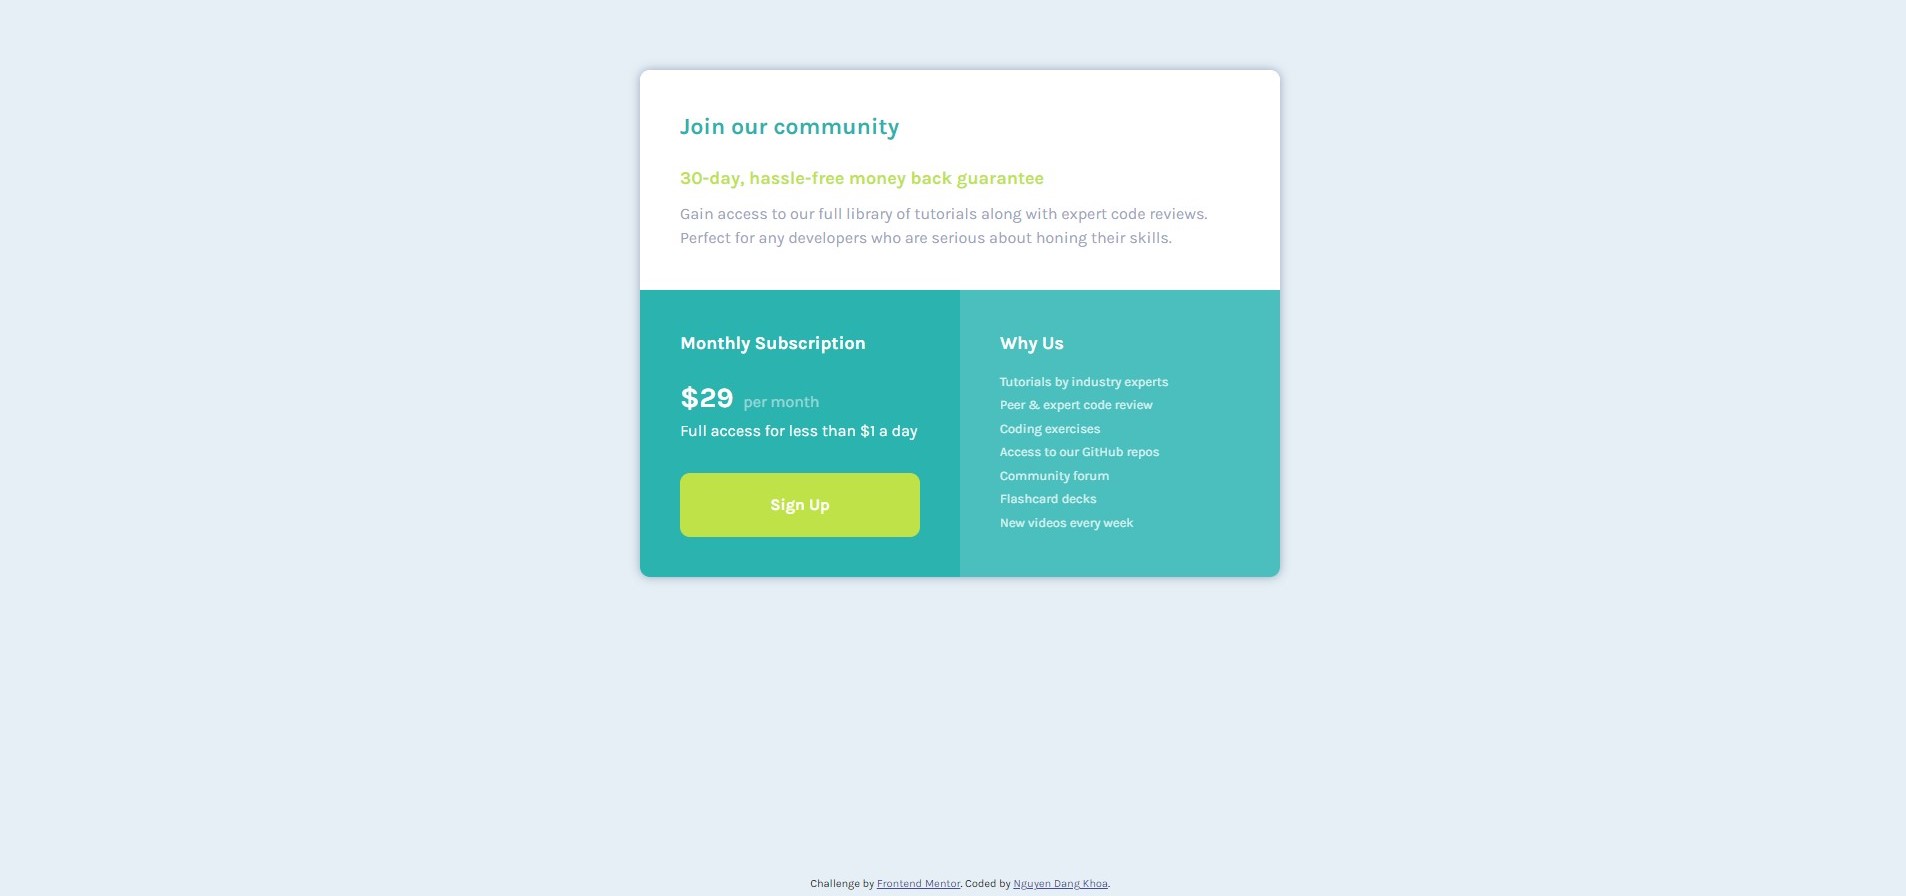 Join our community
30-day, hassle-free money back guarantee
Gain access to our full library of tutorials along with expert code reviews.
Perfect for any developers who are serious about honing their skills.
Monthly Subscription
$29 per month
Full access for less than $1 a day
Sign Up
Why Us
Tutorials by industry experts
Peer & expert code review
Coding exercises
Access to our GitHub repos
Community forum
Flashcard decks
New videos every week
Challenge by Frontend Mentor. Coded by Nguyen Dang Khoa.